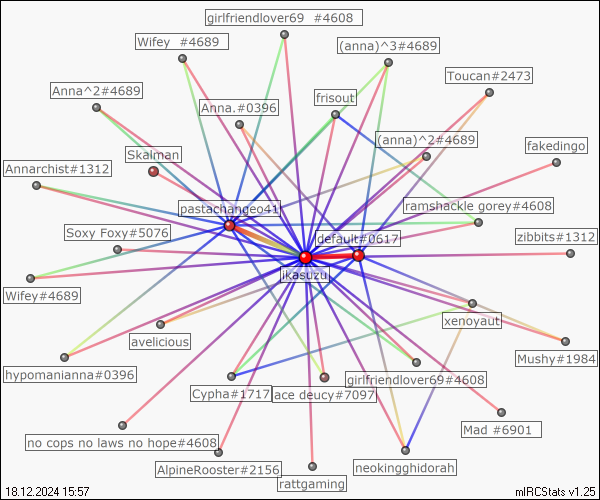 girlfriendlover69  #4608
Wifey  #4689
(anna)^3#4689
Toucan#2473
Anna^2#4689
frisout
Anna.#0396
(anna)^2#4689
fakedingo
Skalman
Annarchist#1312
pastachangeo41
ramshackle gorey#4608
Soxy Foxy#5076
default#0617
zibbits#1312
ikasuzu
Wifey#4689
xenoyaut
avelicious
Mushy#1984
hypomanianna#0396
girlfriendlover69#4608
Cypha#1717
ace deucy#7097
Mad #6901
no cops no laws no hope#4608
AlpineRooster#2156
neokingghidorah
rattgaming
18.12.2024 15:57
mIRCStats v1.25